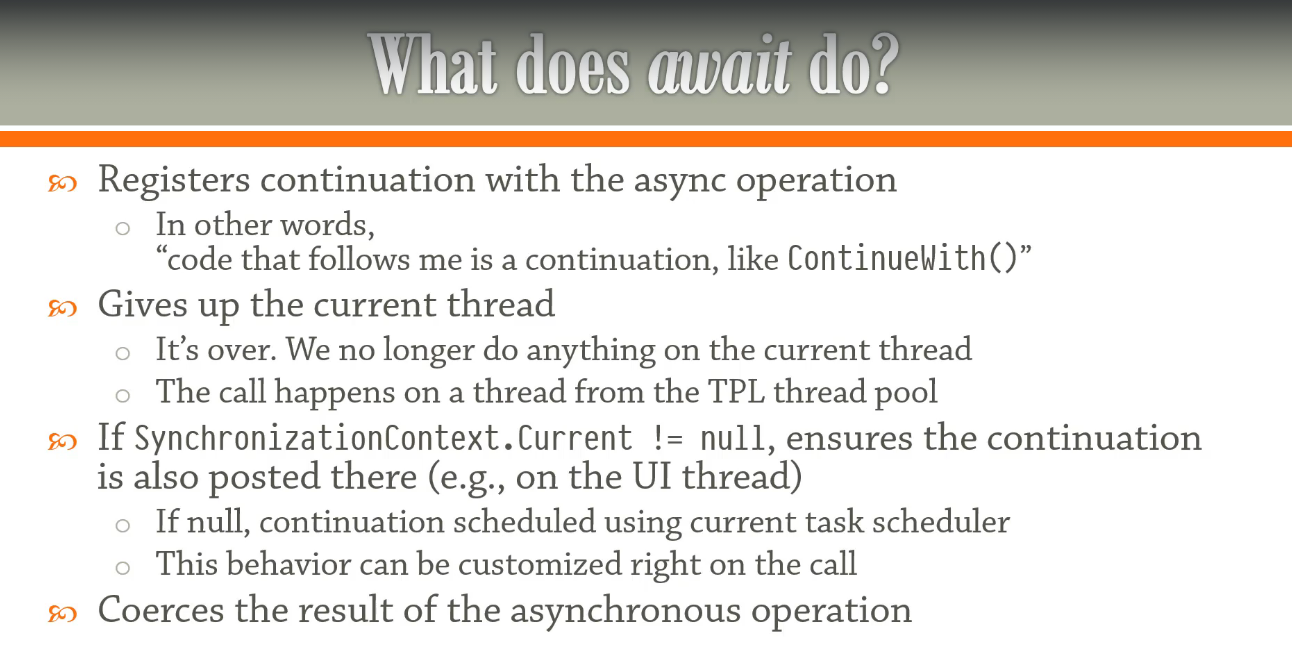 What does await do?
Registers continuation with the async operation
In other words,
“code that follows me is a continuation, like ContinueWith()”
Gives up the current thread
It’s over. We no longer do anything on the current thread
The call happens on a thread from the TPL thread pool
If SynchronizationContext.Current != null, ensures the continuation
is also posted there (e.g., on the UI thread)
If null, continuation scheduled using current task scheduler
This behavior can be customized right on the call
Coerces the result of the asynchronous operation